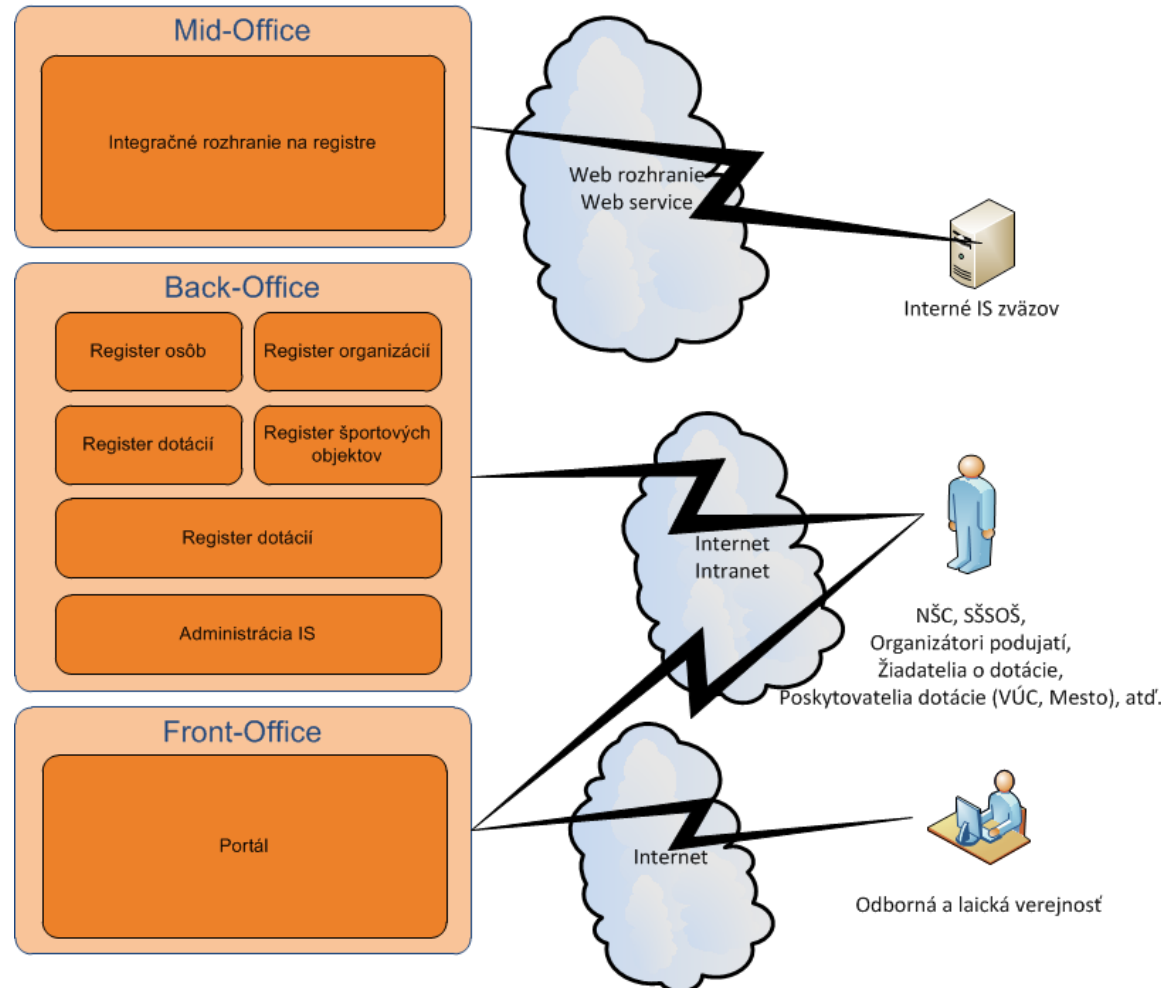 Mid-Office
Integračné rozhranie na registre
Web rozhranie
Web service
Interné IS zväzov
Back-Office
Register osôb
Register organizácií
Register dotácií
Register športových
objektov
Register dotácií
Administrácia IS
Internet
Intranet
NŠC, SŠSOŠ,
Organizátori podujatí,
Žiadatelia o dotácie,
Poskytovatelia dotácie (VÚC, Mesto), atď.
Front-Office
Portál
Internet
Odborná a laická verejnosť